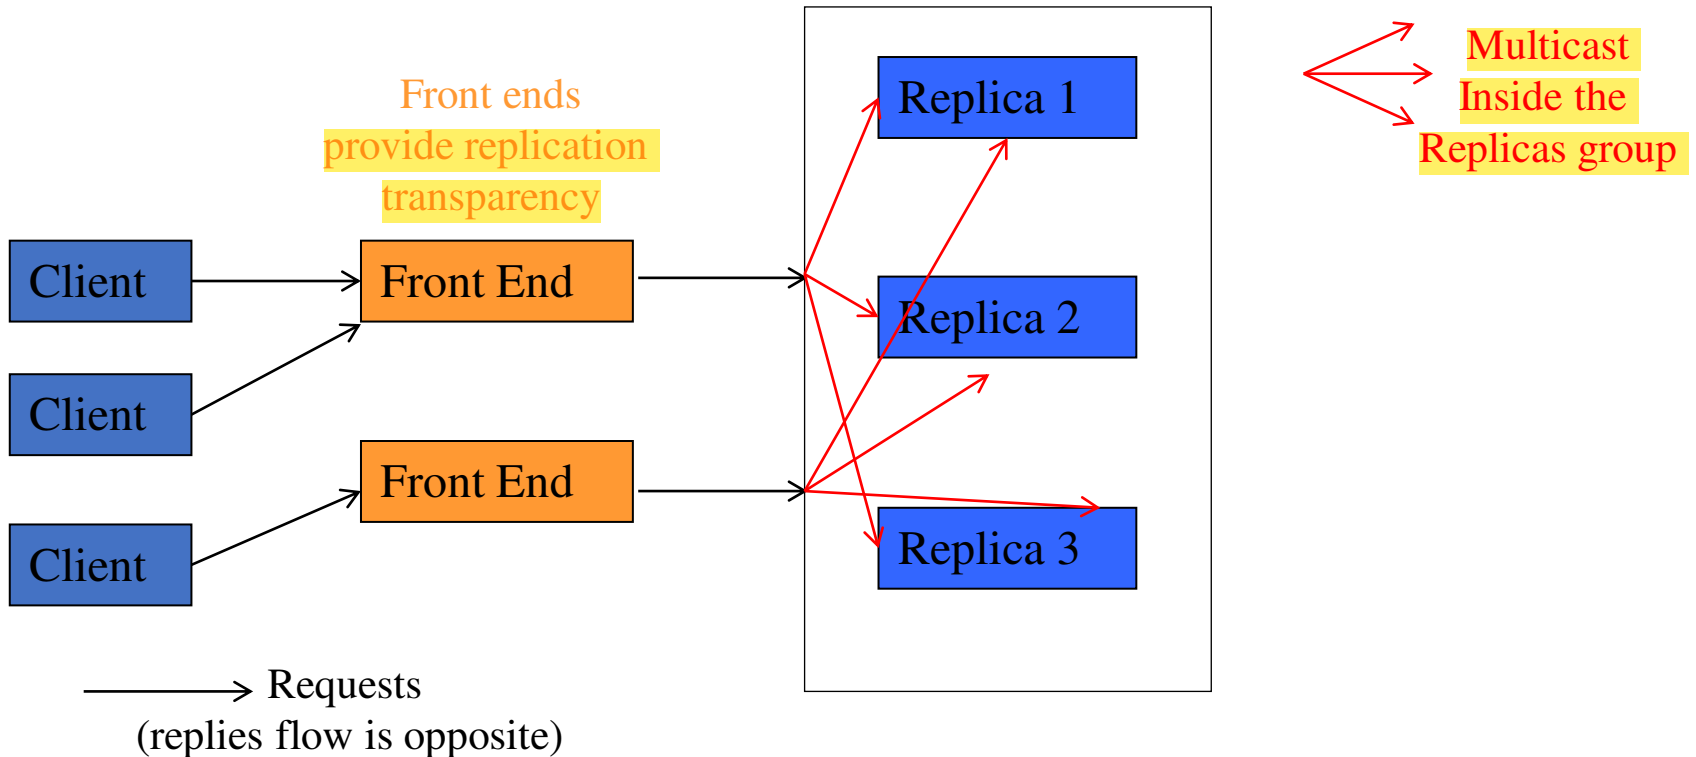 Front ends
provide replication
transparency
Client
Client
Client
Front End
Front End
Replica 1
Replica 2
Replica 3
Multicast
Inside the
Replicas group
Requests
(replies flow is opposite)